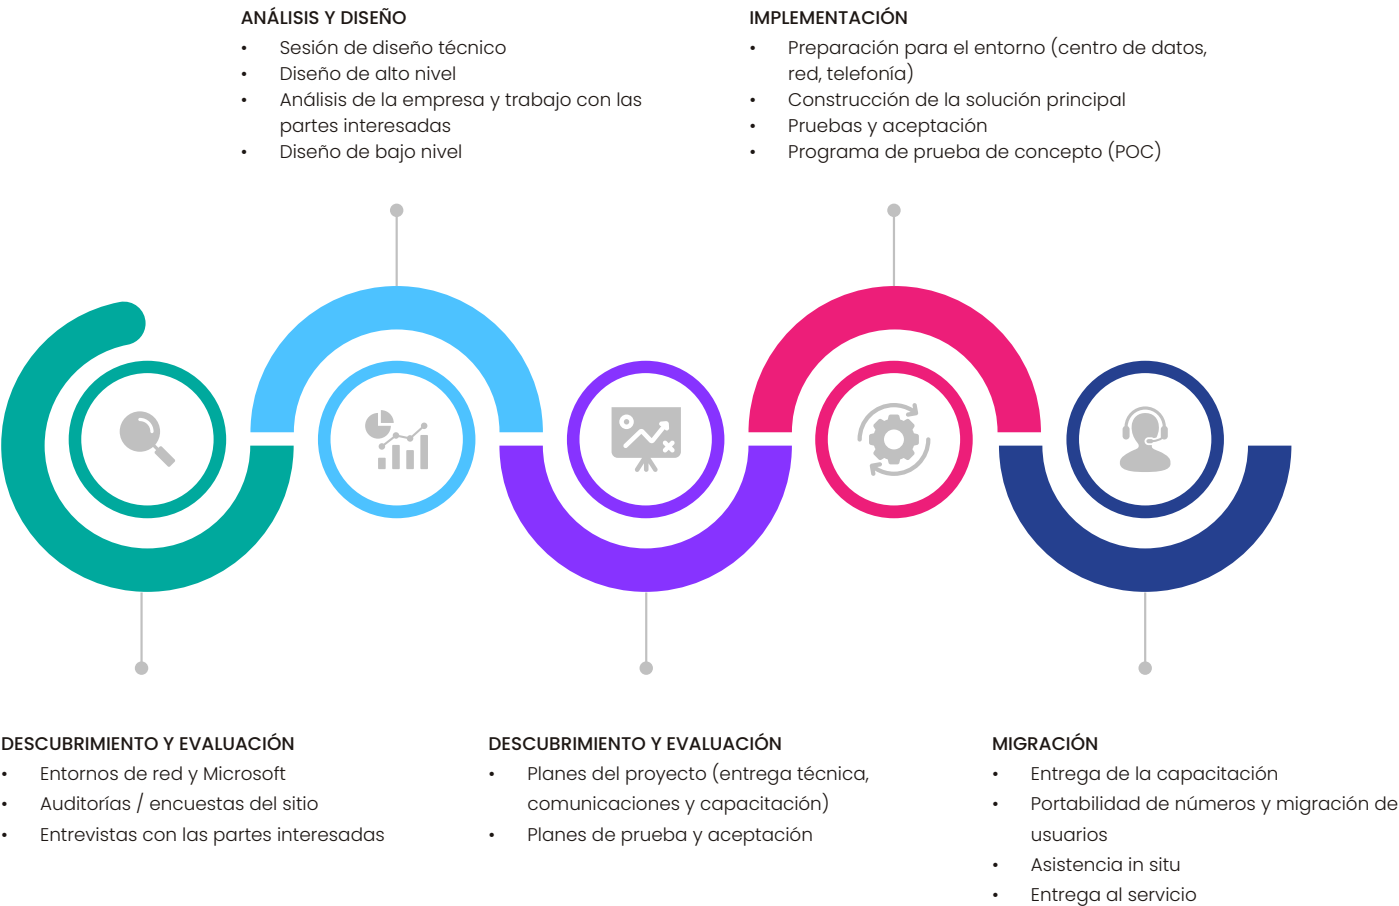 ANÁLISIS Y DISEÑO
• Sesión de diseño técnico
• Diseño de alto nivel
• Análisis de la empresa y trabajo con las
partes interesadas
• Diseño de bajo nivel
IMPLEMENTACIÓN
• Preparación para el entorno (centro de datos,
red, telefonía)
• Construcción de la solución principal
• Pruebas y aceptación
• Programa de prueba de concepto (POC)
DESCUBRIMIENTO Y EVALUACIÓN
• Entornos de red y Microsoft
• Auditorías / encuestas del sitio
• Entrevistas con las partes interesadas
DESCUBRIMIENTO Y EVALUACIÓN
• Planes del proyecto (entrega técnica,
comunicaciones y capacitación)
• Planes de prueba y aceptación
MIGRACIÓN
• Entrega de la capacitación
• Portabilidad de números y migración de
usuarios
• Asistencia in situ
• Entrega al servicio